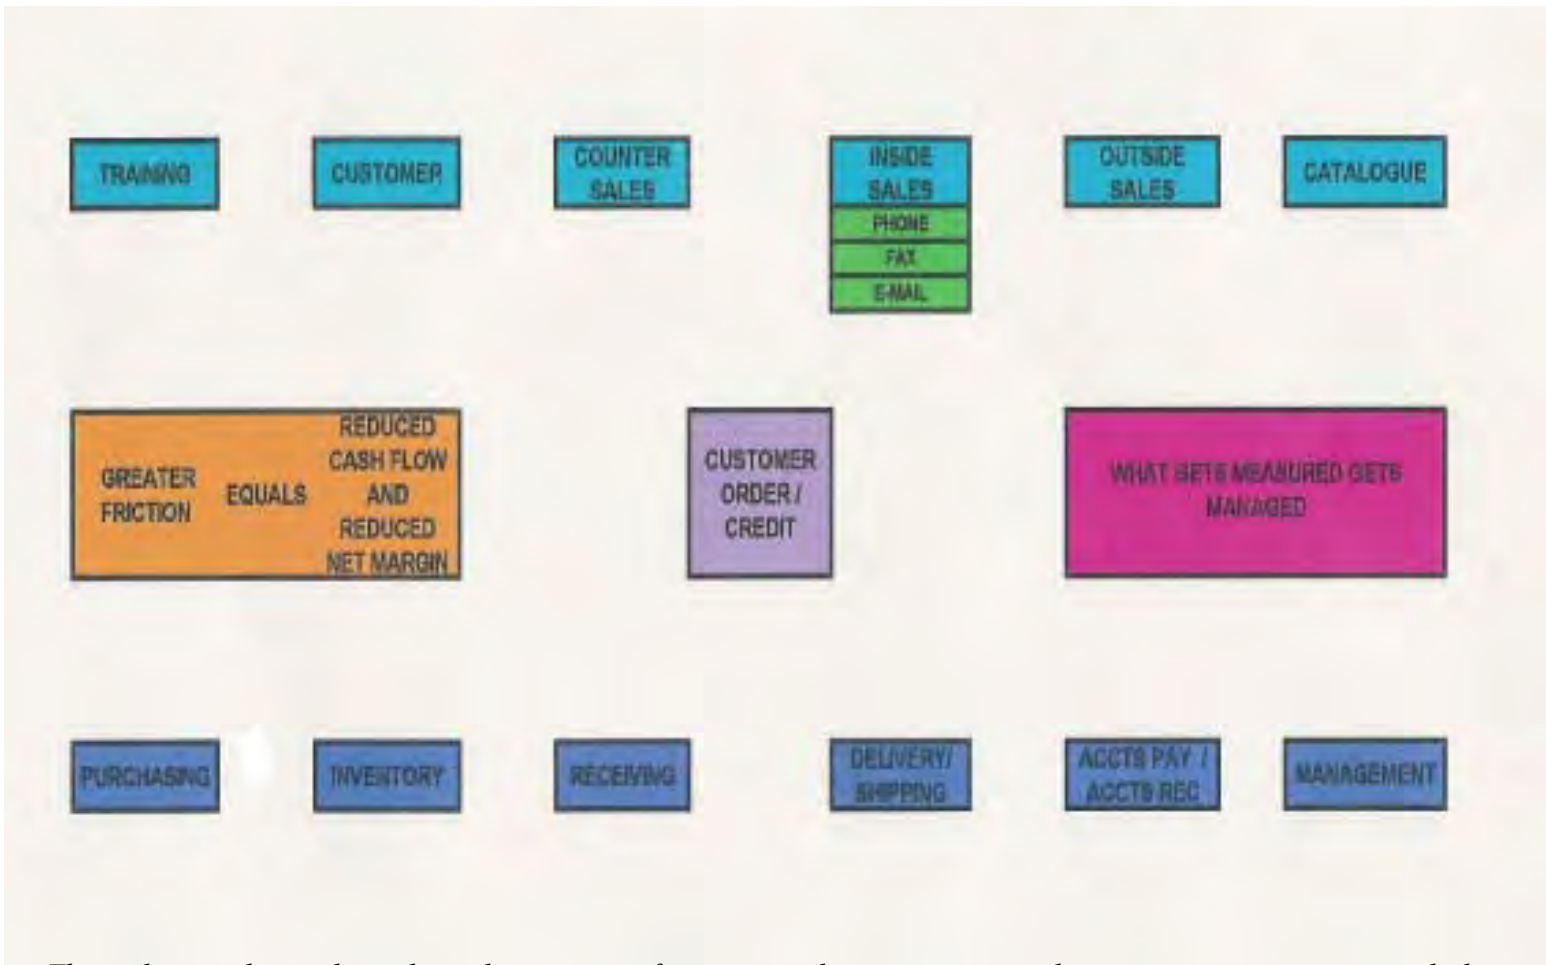 TRAINING
CUSTOMER
COUNTER
SALES
INSIDE
SALES
PHONE
FAX
E-MAIL
OUTSIDE
SALES
CATALOGUE
GREATER
FRICTION
EQUALS
REDUCED
CASH FLOW
AND
REDUCED
NET MARGIN
CUSTOMER
ORDER /
CREDIT
WHAT GETS MEASURED GETS
MANAGED
PURCHASING
INVENTORY
RECEIVING
DELIVERY/
SHIPPING
ACCTS PAY /
ACCTS REC
MANAGEMENT